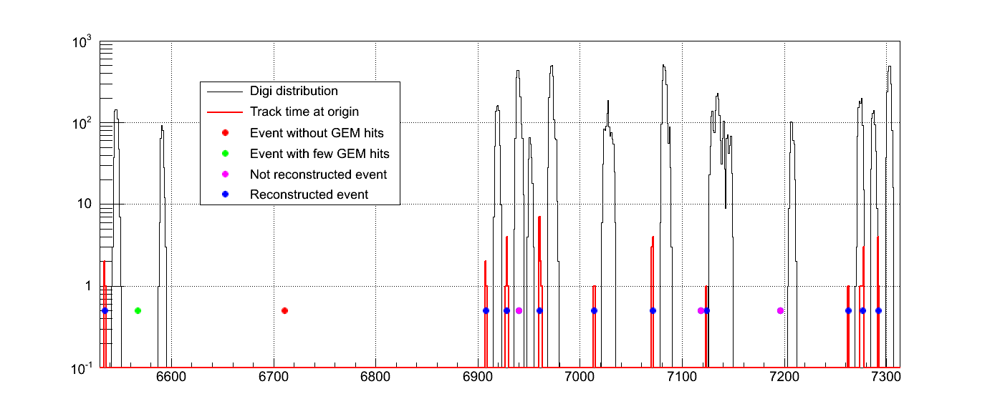 10³
10²
10
1
10⁻¹
Digi distribution
Track time at origin
Event without GEM hits
Event with few GEM hits
Not reconstructed event
Reconstructed event
6600 6700 6800 6900 7000 7100 7200 7300